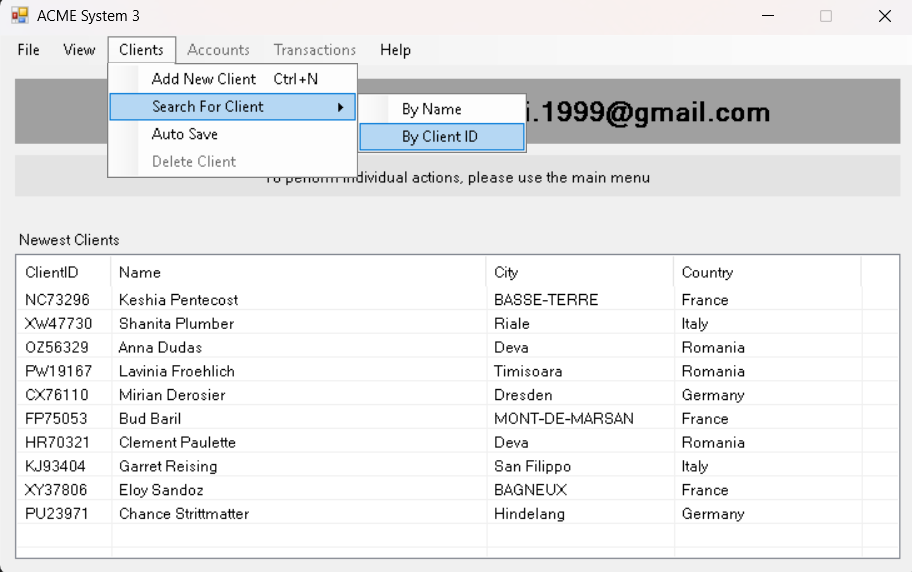 ACME System 3
File View Clients Accounts Transactions Help
Add New Client Ctrl+N
Search For Client
Auto Save
Delete Client
By Name
By Client ID
i.1999@gmail.com
To perform individual actions, please use the main menu
Newest Clients
ClientID Name City Country
NC73296 Keshia Pentecost BASSE-TERRE France
XW47730 Shanita Plumber Riale Italy
OZ56329 Anna Dudas Deva Romania
PW19167 Lavinia Froehlich Timisoara Romania
CX76110 Mirian Derosier Dresden Germany
FP75053 Bud Baril MONT-DE-MARSAN France
HR70321 Clement Paulette Deva Romania
KJ93404 Garret Reising San Filippo Italy
XY37806 Eloy Sandoz BAGNEUX France
PU23971 Chance Strittmatter Hindelang Germany